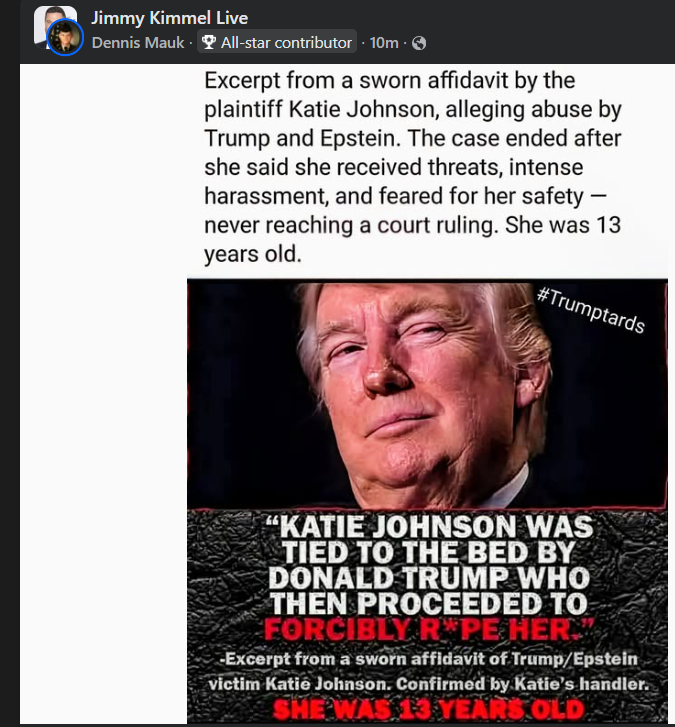 Jimmy Kimmel Live
Dennis Mauk · All-star contributor · 10m ·
Excerpt from a sworn affidavit by the
plaintiff Katie Johnson, alleging abuse by
Trump and Epstein. The case ended after
she said she received threats, intense
harassment, and feared for her safety —
never reaching a court ruling. She was 13
years old.
#Trumptards
“KATIE JOHNSON WAS
TIED TO THE BED BY
DONALD TRUMP WHO
THEN PROCEEDED TO
FORCIBLY R*PE HER.”
-Excerpt from a sworn affidavit of Trump/Epstein
victim Katie Johnson. Confirmed by Katie's handler.
SHE WAS 13 YEARS OLD